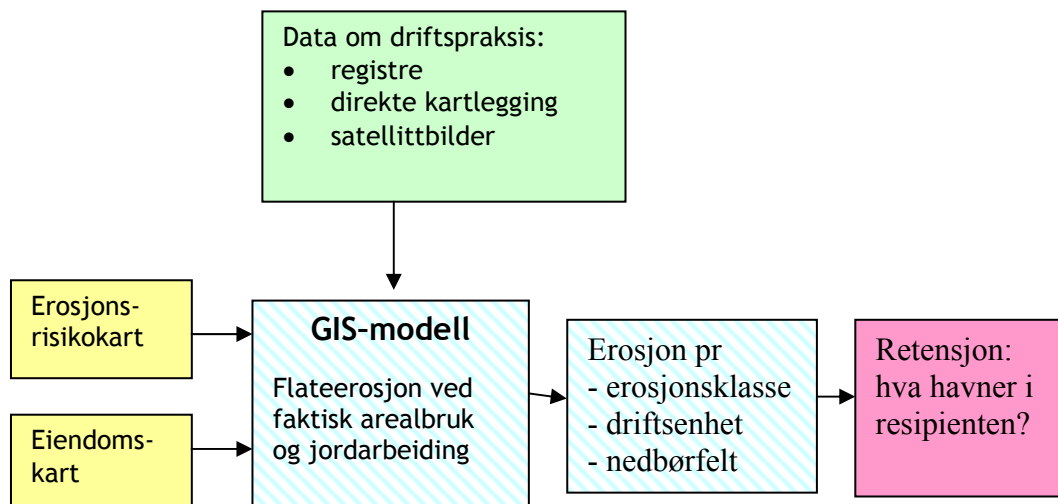 Data om driftspraksis:
• registre
• direkte kartlegging
• satellittbilder
Erosjons-
risikokart
Eiendoms-
kart
GIS-modell
Flateerosjon ved
faktisk arealbruk
og jordarbeiding
Erosjon pr
- erosjonsklasse
- driftsenhet
- nedbørfelt
Retensjon:
hva havner i
resipienten?